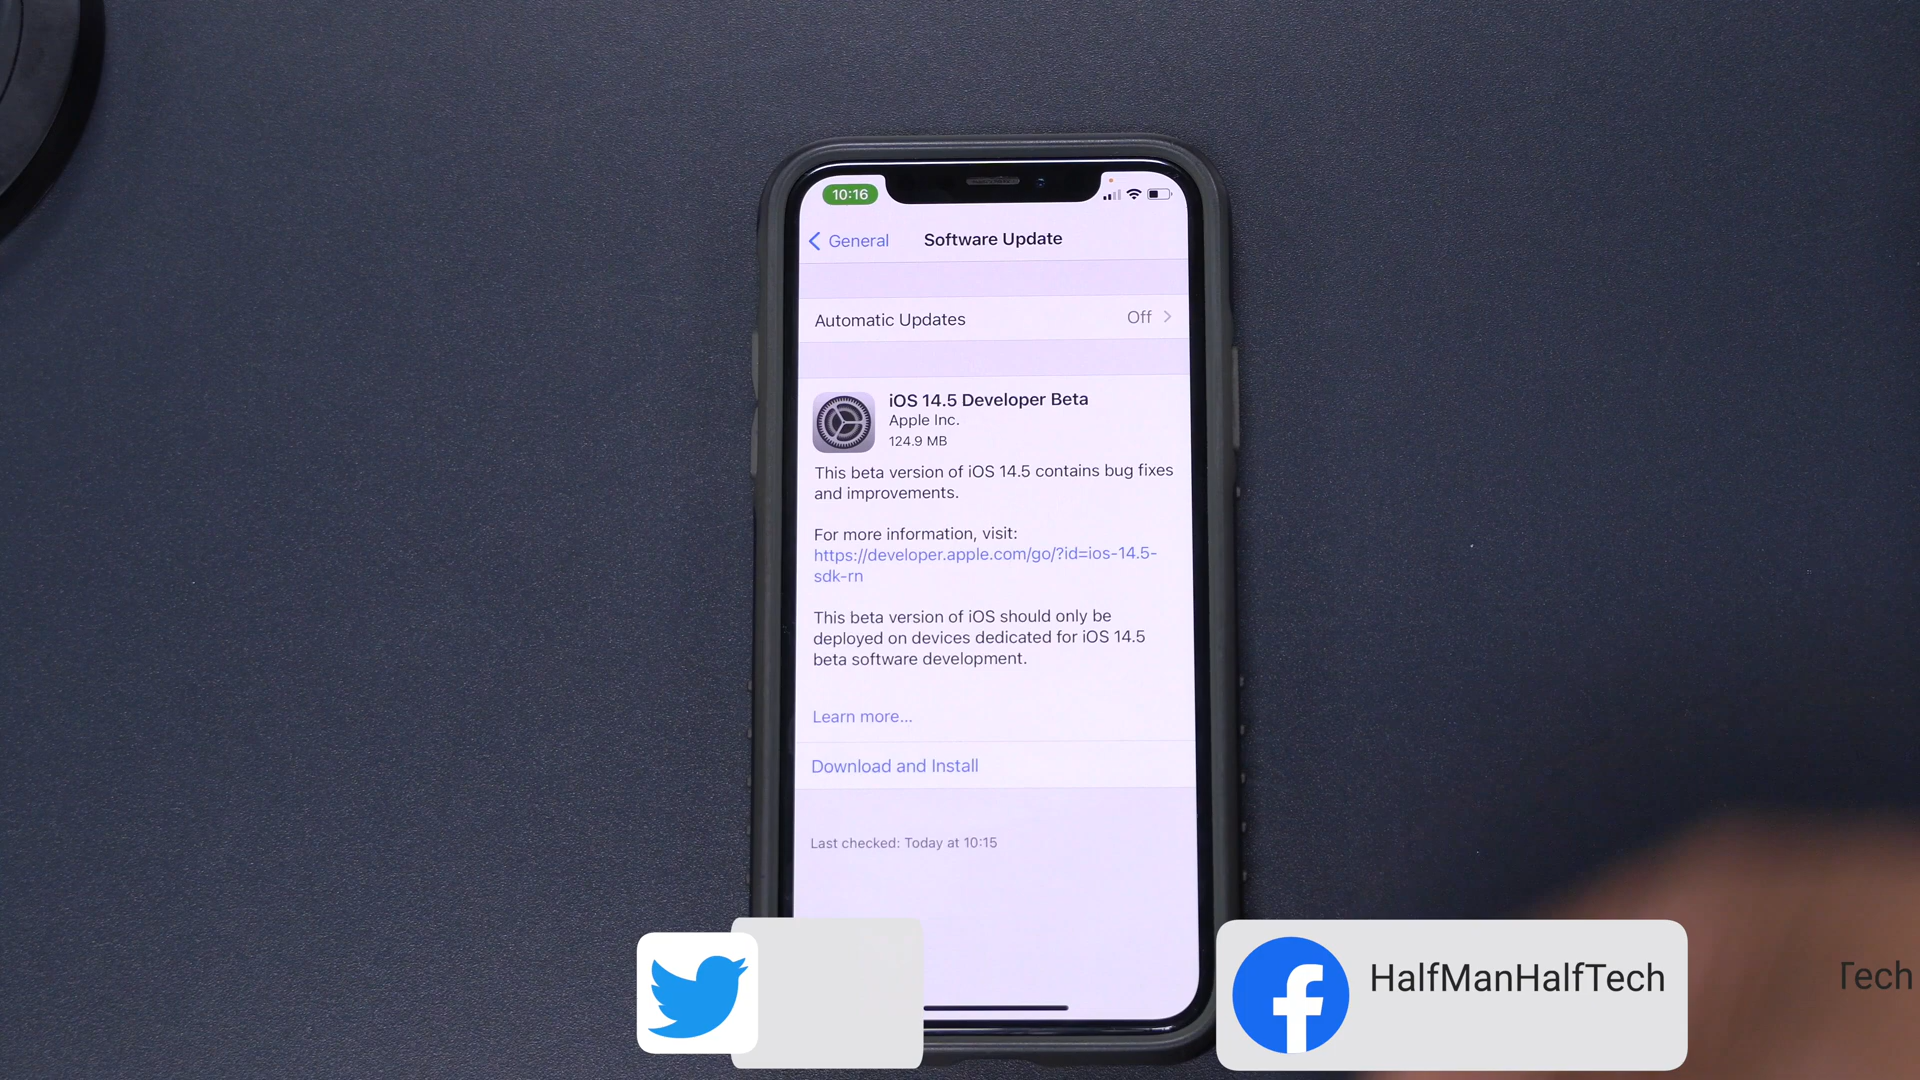 10:16
General
Software Update
Automatic Updates
Off
iOS 14.5 Developer Beta
Apple Inc.
124.9 MB
This beta version of iOS 14.5 contains bug fixes
and improvements.
For more information, visit:
https://developer.apple.com/go/?id=ios-14.5-
sdk-rn
This beta version of iOS should only be
deployed on devices dedicated for iOS 14.5
beta software development.
Learn more...
Download and Install
Last checked: Today at 10:15
HalfManHalfTech
Tech